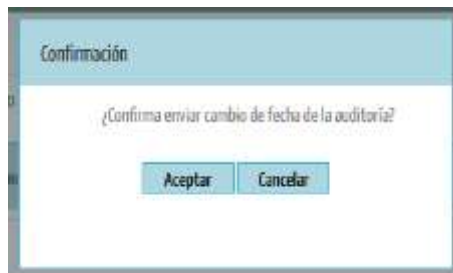 Confirmación
¿Confirma enviar cambio de fecha de la auditoría?
Aceptar
Cancelar